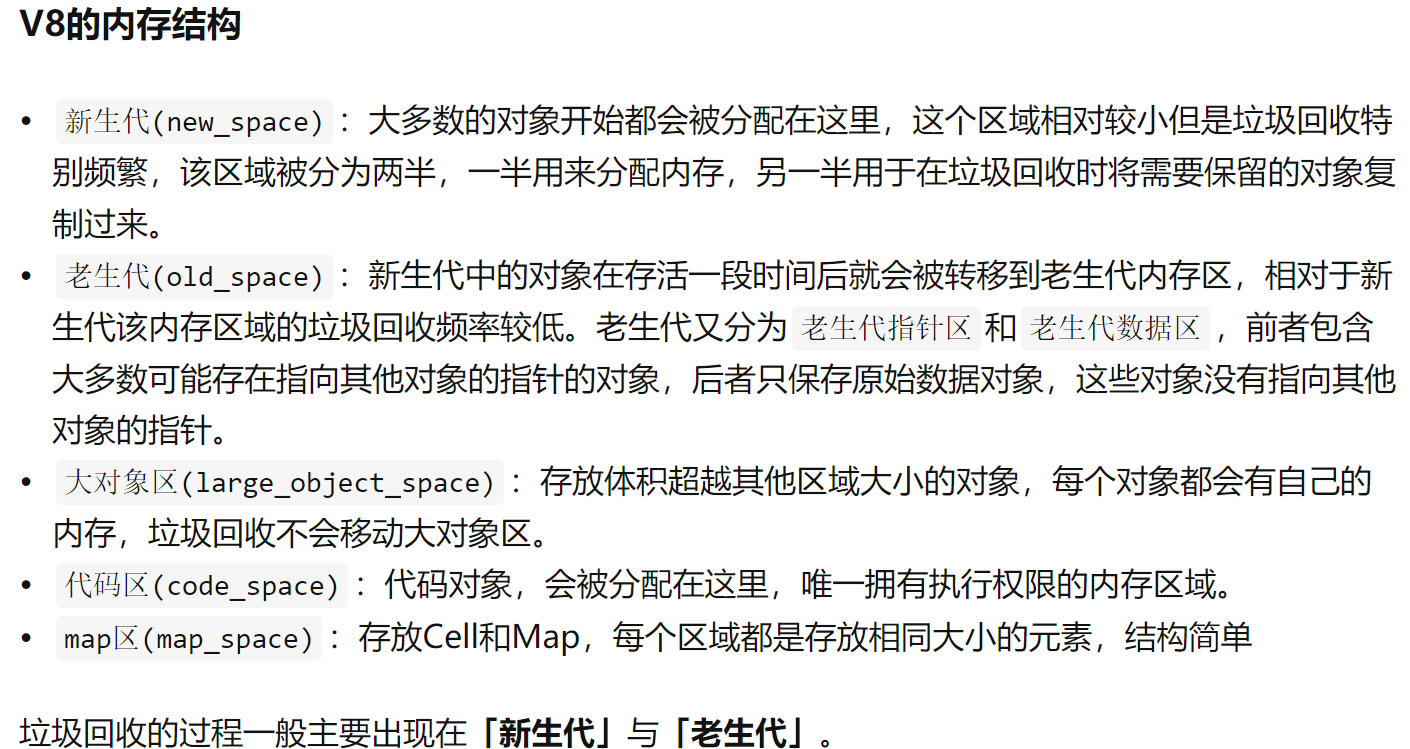 V8的内存结构
• 新生代(new_space)：大多数的对象开始都会被分配在这里，这个区域相对较小但是垃圾回收特
别频繁，该区域被分为两半，一半用来分配内存，另一半用于在垃圾回收时将需要保留的对象复
制过来。
• 老生代(old_space)：新生代中的对象在存活一段时间后就会被转移到老生代内存区，相对于新
生代该内存区域的垃圾回收频率较低。老生代又分为 老生代指针区 和 老生代数据区 ，前者包含
大多数可能存在指向其他对象的指针的对象，后者只保存原始数据对象，这些对象没有指向其他
对象的指针。
• 大对象区(large_object_space)：存放体积超越其他区域大小的对象，每个对象都会有自己的
内存，垃圾回收不会移动大对象区。
• 代码区(code_space)：代码对象，会被分配在这里，唯一拥有执行权限的内存区域。
• map区(map_space)：存放Cell和Map，每个区域都是存放相同大小的元素，结构简单
垃圾回收的过程一般主要出现在「新生代」与「老生代」。